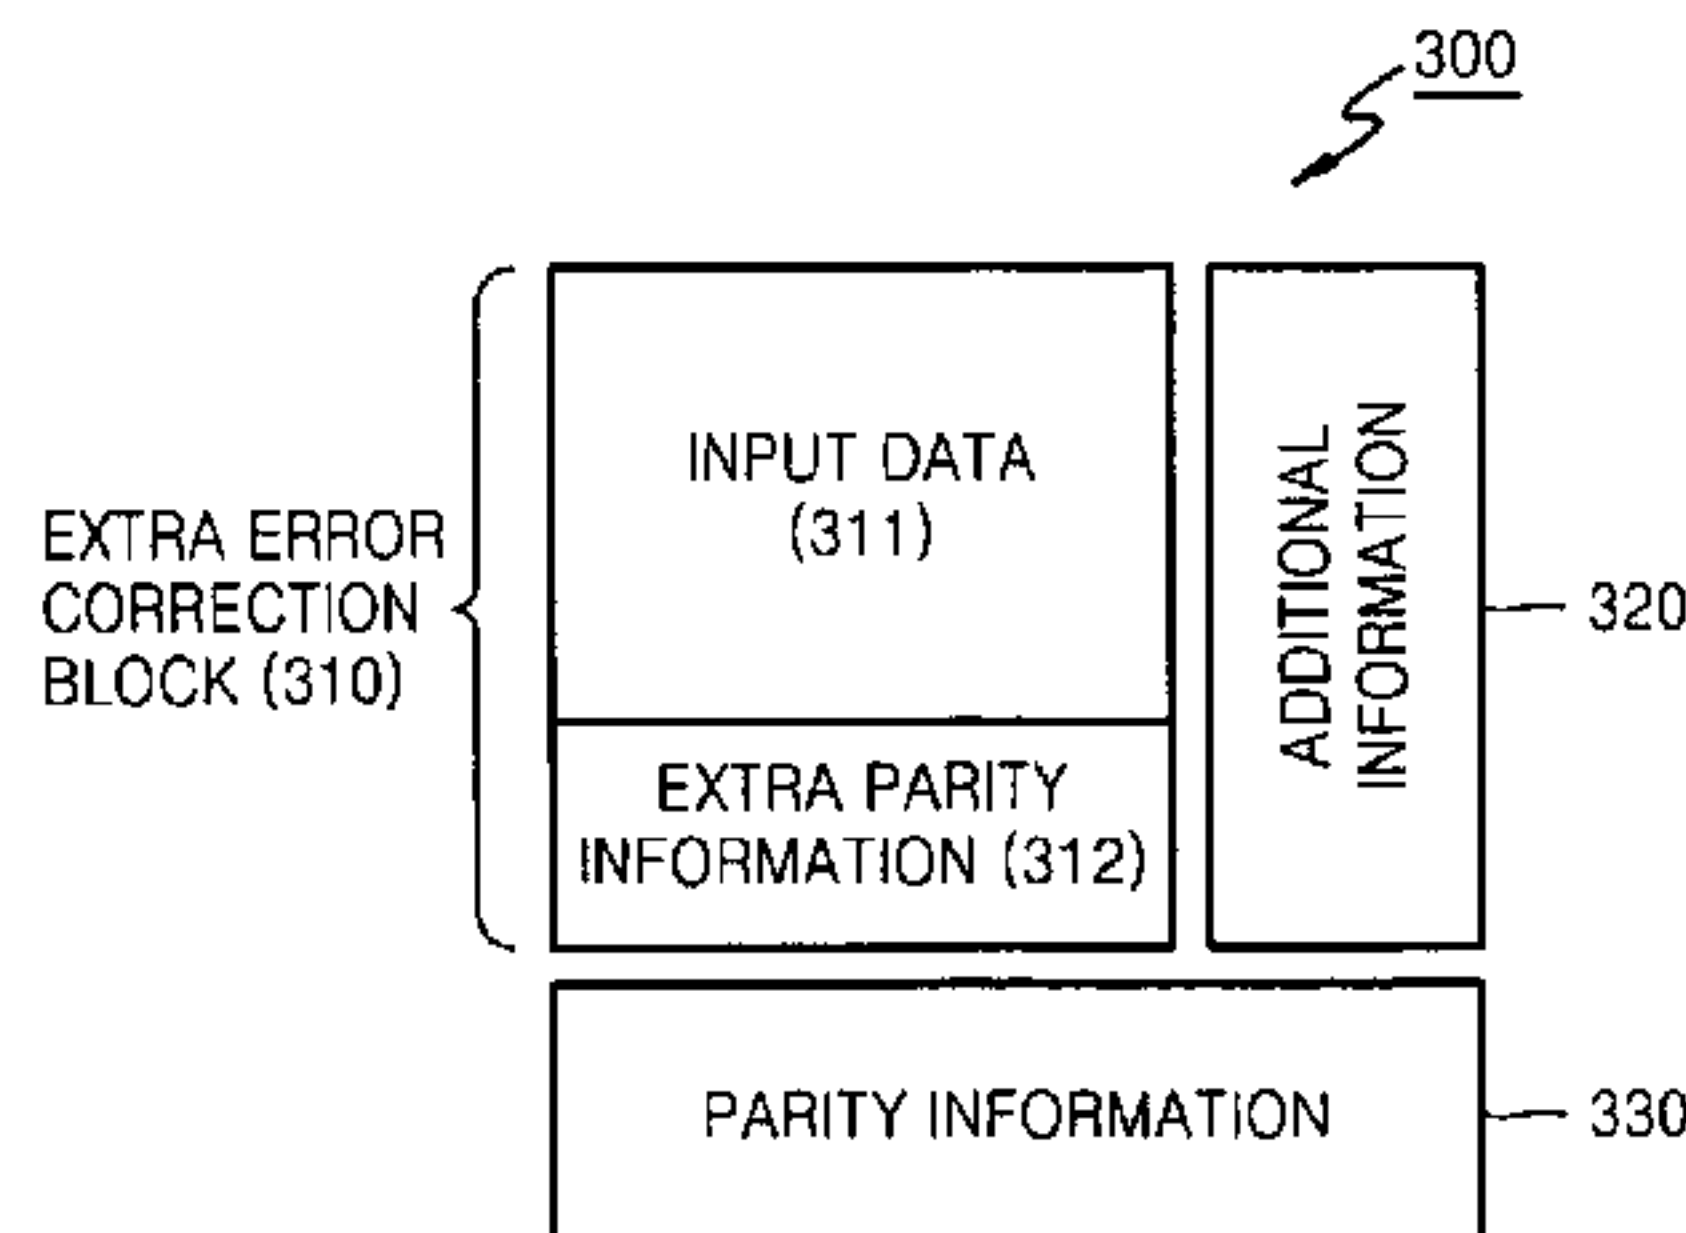 300
INPUT DATA
(311)
EXTRA ERROR
CORRECTION
BLOCK (310)
ADDITIONAL
INFORMATION
320
EXTRA PARITY
INFORMATION (312)
PARITY INFORMATION
330